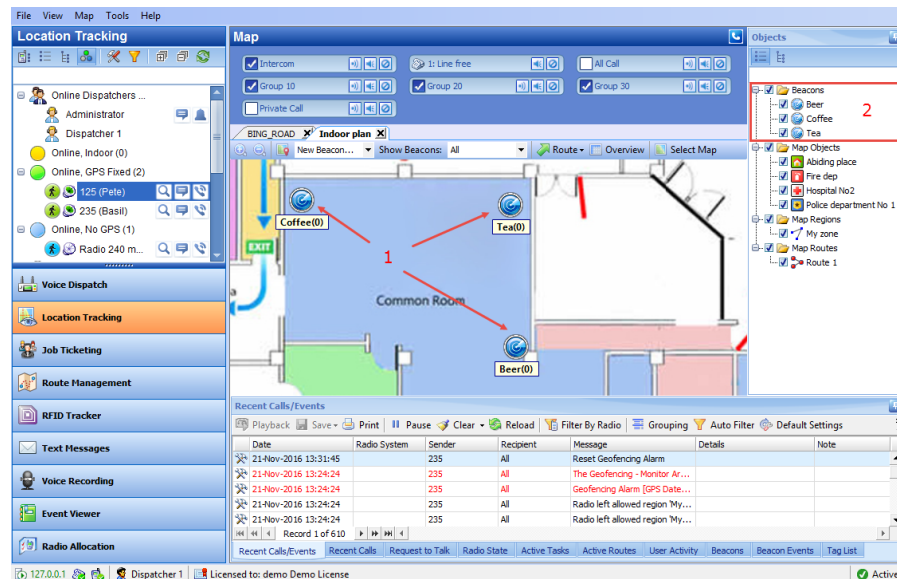 File View Map Tools Help
Location Tracking
Online Dispatchers ...
Administrator
Dispatcher 1
Online, Indoor (0)
Online, GPS Fixed (2)
125 (Pete)
235 (Basil)
Online, No GPS (1)
Radio 240 m...
Voice Dispatch
Location Tracking
Job Ticketing
Route Management
RFID Tracker
Text Messages
Voice Recording
Event Viewer
Radio Allocation
Map
Intercom 1: Line free All Call
Group 10 Group 20 Group 30
Private Call
BING_ROAD X Indoor plan X
New Beacon... Show Beacons: All Route Overview Select Map
Coffee(0) Tea(0)
EXIT
1
Common Room
Beer(0)
Objects
Beacons
Beer
Coffee
Tea
2
Map Objects
Abiding place
Fire dep
Hospital No2
Police department No 1
Map Regions
My zone
Map Routes
Route 1
Recent Calls/Events
Playback Save Print Pause Clear Reload Filter By Radio Grouping Auto Filter Default Settings
Date Radio System Sender Recipient Message Details Note
21-Nov-2016 13:31:45 235 All Reset Geofencing Alarm
21-Nov-2016 13:24:24 235 All The Geofencing - Monitor Ar...
21-Nov-2016 13:24:24 235 All Geofencing Alarm [GPS Date...
21-Nov-2016 13:24:24 235 All Radio left allowed region 'My...
21-Nov-2016 13:24:24 235 All Radio left allowed region 'My...
Record 1 of 610
Recent Calls/Events Recent Calls Request to Talk Radio State Active Tasks Active Routes User Activity Beacons Beacon Events Tag List
127.0.0.1 Dispatcher 1 Licensed to: demo Demo License Active